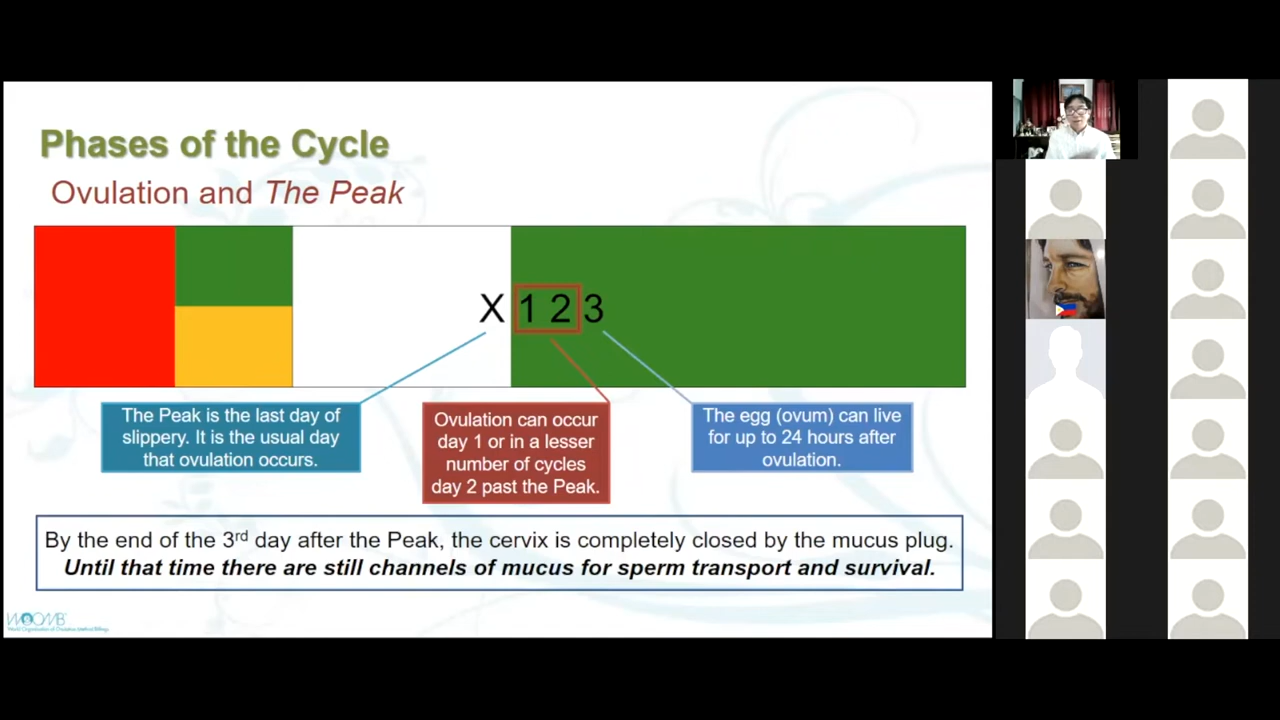 Phases of the Cycle
Ovulation and The Peak
X 1 2 3
The Peak is the last day of
slippery. It is the usual day
that ovulation occurs.
Ovulation can occur
day 1 or in a lesser
number of cycles
day 2 past the Peak.
The egg (ovum) can live
for up to 24 hours after
ovulation.
By the end of the 3rd day after the Peak, the cervix is completely closed by the mucus plug.
Until that time there are still channels of mucus for sperm transport and survival.
WOOMB